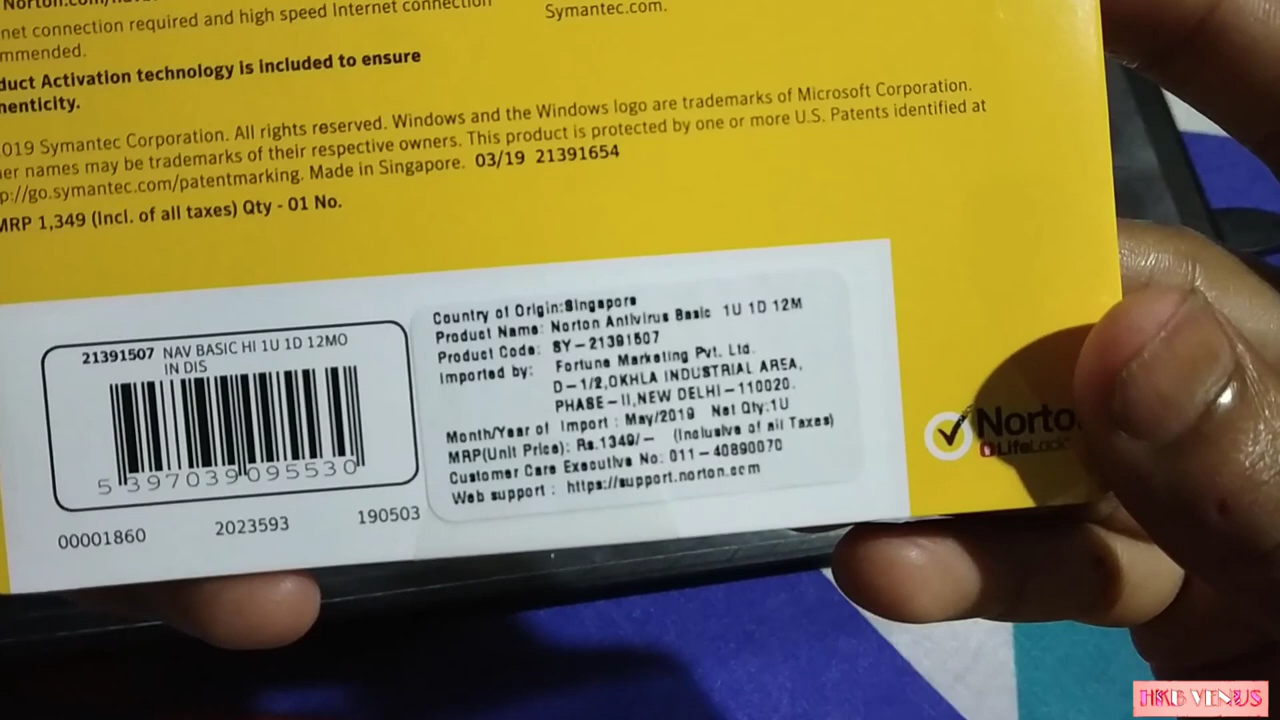 net connection required and high speed Internet connection
mmended.
Symantec.com.
duct Activation technology is included to ensure
henticity.
2019 Symantec Corporation. All rights reserved. Windows and the Windows logo are trademarks of Microsoft Corporation.
her names may be trademarks of their respective owners. This product is protected by one or more U.S. Patents identified at
p://go.symantec.com/patentmarking. Made in Singapore. 03/19 21391654
MRP 1,349 (Incl. of all taxes) Qty - 01 No.
21391507 NAV BASIC HI 1U 1D 12MO
IN DIS
5 397039 095530
00001860 2023593 190503
Country of Origin:Singapore
Product Name: Norton Antivirus Basic 1U 1D 12M
Product Code: SY-21391507
Imported by: Fortune Marketing Pvt. Ltd.
D-1/2,OKHLA INDUSTRIAL AREA,
PHASE-II,NEW DELHI-110020.
Month/Year of Import : May/2019 Net Qty:1U
MRP(Unit Price): Rs.1349/- (Inclusive of all Taxes)
Customer Care Executive No: 011-40890070
Web support : https://support.norton.com
Norto
LifeLock
HKB VENUS